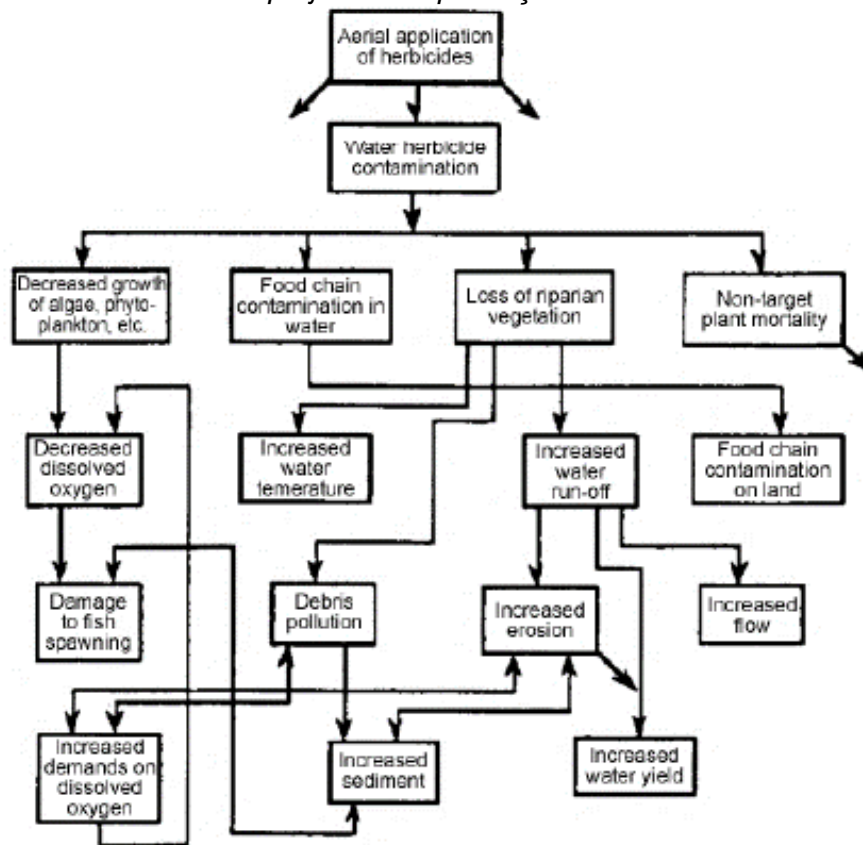 Aerial application
of herbicides
Water herbicide
contamination
Decreased growth
of algae, phyto-
plankton, etc.
Food chain
contamination in
water
Loss of riparian
vegetation
Non-target
plant mortality
Decreased
dissolved
oxygen
Increased
water
temerature
Increased
water
run-off
Food chain
contamination
on land
Damage
to fish
spawning
Debris
pollution
Increased
erosion
Increased
flow
Increased
demands on
dissolved
oxygen
Increased
sediment
Increased
water yield